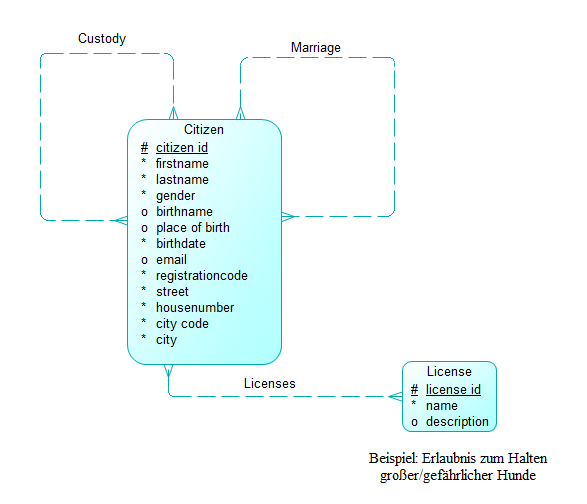 Custody
Marriage
Citizen
# citizen id
* firstname
* lastname
* gender
o birthname
o place of birth
* birthdate
o email
* registrationcode
* street
* housenumber
* city code
* city
Licenses
License
# license id
* name
o description
Beispiel: Erlaubnis zum Halten
großer/gefährlicher Hunde